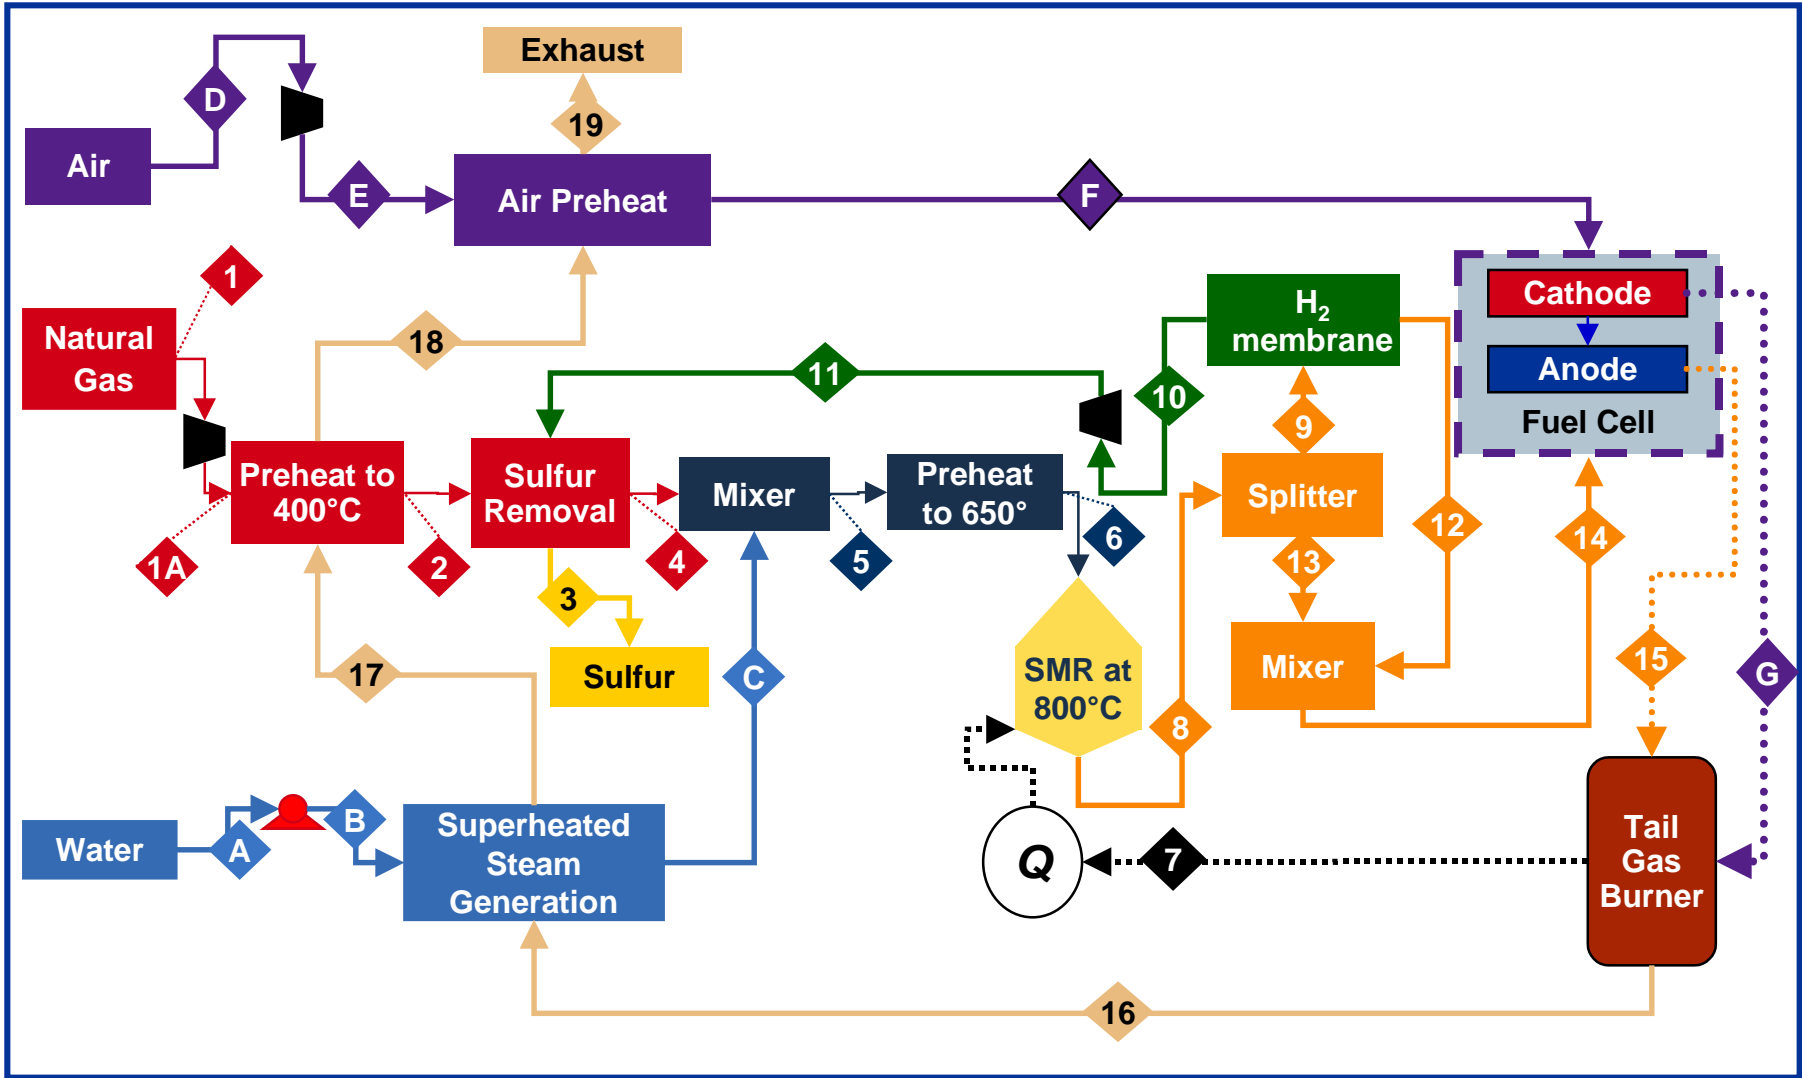 Exhaust
D
19
Air
E
Air Preheat
F
1
Natural
Gas
18
H2
membrane
Cathode
Anode
Fuel Cell
11
10
9
Preheat to
400°C
Sulfur
Removal
Mixer
Preheat
to 650°
Splitter
12
14
1A
2
4
5
6
13
3
17
Sulfur
C
SMR at
800°C
Mixer
15
G
8
Water
A
B
Superheated
Steam
Generation
Q
7
Tail
Gas
Burner
16